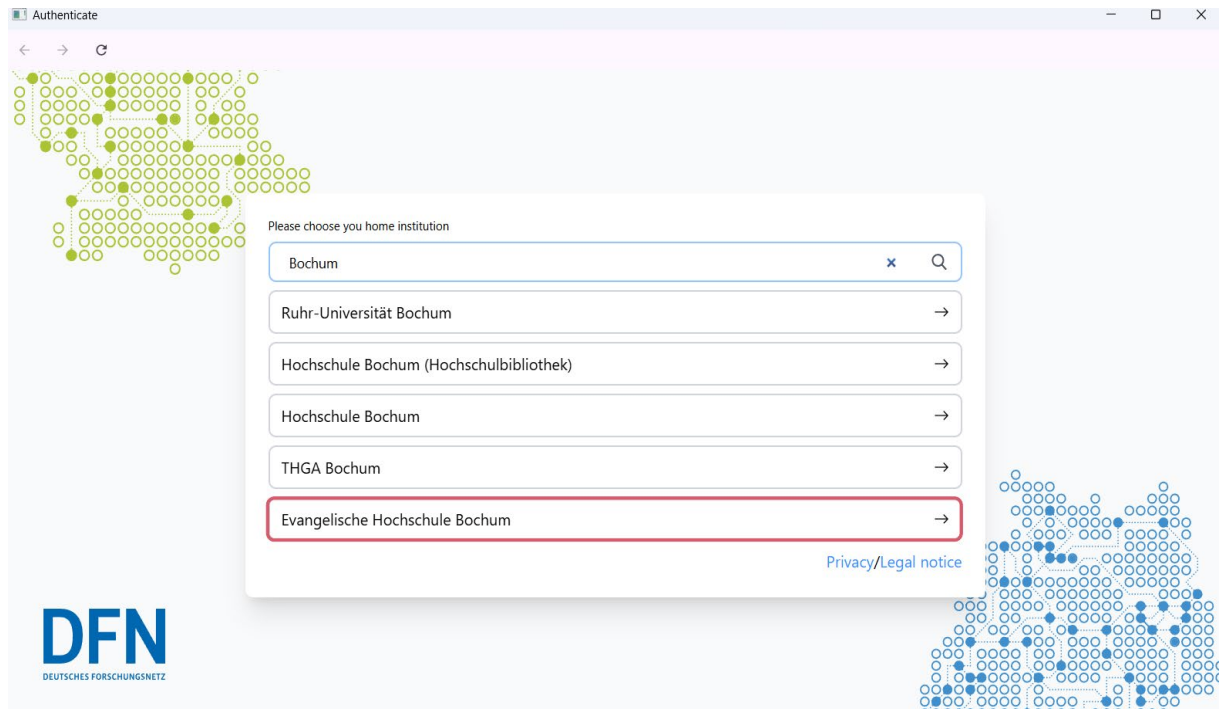 Authenticate
Please choose you home institution
Bochum
Ruhr-Universität Bochum
Hochschule Bochum (Hochschulbibliothek)
Hochschule Bochum
THGA Bochum
Evangelische Hochschule Bochum
Privacy/Legal notice
DFN
DEUTSCHES FORSCHUNGSNETZ